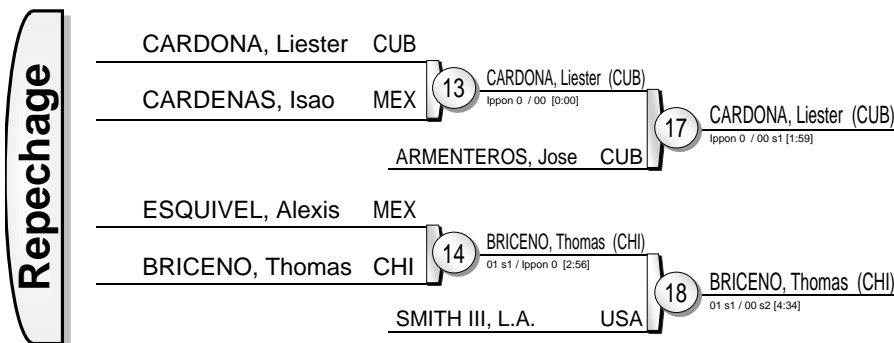 Repechage
CARDONA, Liester CUB
CARDENAS, Isao MEX
13
CARDONA, Liester (CUB)
Ippon 0 / 00 [0:00]
ARMENTEROS, Jose CUB
17
CARDONA, Liester (CUB)
Ippon 0 / 00 s1 [1:59]
ESQUIVEL, Alexis MEX
BRICENO, Thomas CHI
14
BRICENO, Thomas (CHI)
01 s1 / Ippon 0 [2:56]
SMITH III, L.A. USA
18
BRICENO, Thomas (CHI)
01 s1 / 00 s2 [4:34]